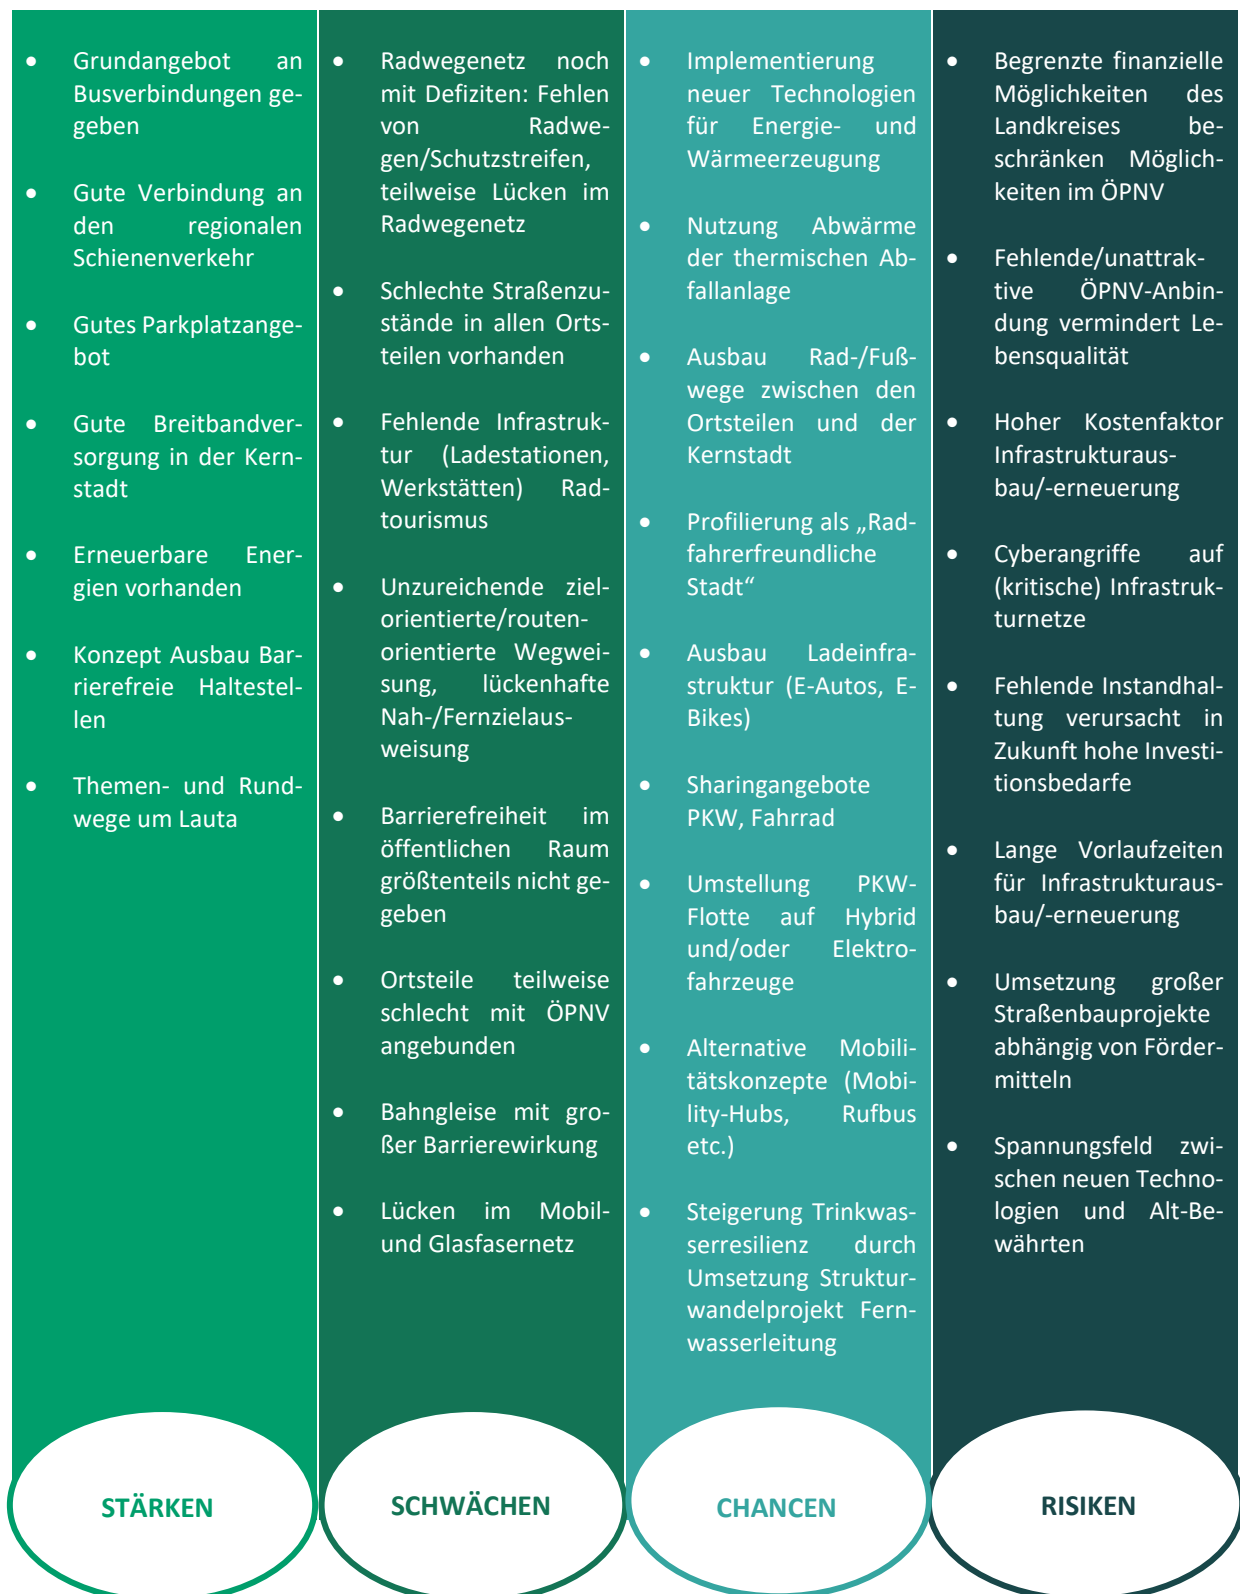 • Grundangebot an
Busverbindungen ge-
geben
• Gute Verbindung an
den regionalen
Schienenverkehr
• Gutes Parkplatzange-
bot
• Gute Breitbandver-
sorgung in der Kern-
stadt
• Erneuerbare Ener-
gien vorhanden
• Konzept Ausbau Bar-
rierefreie Haltestel-
len
• Themen- und Rund-
wege um Lauta
STÄRKEN
• Radwegenetz noch
mit Defiziten: Fehlen
von Radwe-
gen/Schutzstreifen,
teilweise Lücken im
Radwegenetz
• Schlechte Straßenzu-
stände in allen Orts-
teilen vorhanden
• Fehlende Infrastruk-
tur (Ladestationen,
Werkstätten) Rad-
tourismus
• Unzureichende ziel-
orientierte/routen-
orientierte Wegwei-
sung, lückenhafte
Nah-/Fernzielaus-
weisung
• Barrierefreiheit im
öffentlichen Raum
größtenteils nicht ge-
geben
• Ortsteile teilweise
schlecht mit ÖPNV
angebunden
• Bahngleise mit gro-
ßer Barrierewirkung
• Lücken im Mobil-
und Glasfasernetz
SCHWÄCHEN
• Implementierung
neuer Technologien
für Energie- und
Wärmeerzeugung
• Nutzung Abwärme
der thermischen Ab-
fallanlage
• Ausbau Rad-/Fuß-
wege zwischen den
Ortsteilen und der
Kernstadt
• Profilierung als „Rad-
fahrerfreundliche
Stadt“
• Ausbau Ladeinfra-
struktur (E-Autos, E-
Bikes)
• Sharingangebote
PKW, Fahrrad
• Umstellung PKW-
Flotte auf Hybrid
und/oder Elektro-
fahrzeuge
• Alternative Mobili-
tätskonzepte (Mobi-
lity-Hubs, Rufbus
etc.)
• Steigerung Trinkwas-
serresilienz durch
Umsetzung Struktur-
wandelprojekt Fern-
wasserleitung
CHANCEN
• Begrenzte finanzielle
Möglichkeiten des
Landkreises be-
schränken Möglich-
keiten im ÖPNV
• Fehlende/unattrak-
tive ÖPNV-Anbin-
dung vermindert Le-
bensqualität
• Hoher Kostenfaktor
Infrastrukturaus-
bau/-erneuerung
• Cyberangriffe auf
(kritische) Infrastruk-
turnetze
• Fehlende Instandhal-
tung verursacht in
Zukunft hohe Investi-
tionsbedarfe
• Lange Vorlaufzeiten
für Infrastrukturaus-
bau/-erneuerung
• Umsetzung großer
Straßenbauprojekte
abhängig von Förder-
mitteln
• Spannungsfeld zwi-
schen neuen Techno-
logien und Alt-Be-
währten
RISIKEN